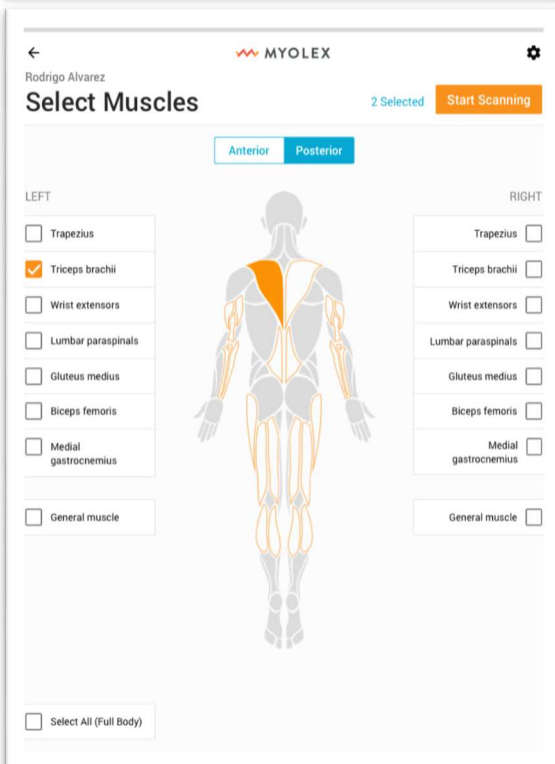 MYOLEX
Rodrigo Alvarez
Select Muscles
2 Selected
Start Scanning
Anterior
Posterior
LEFT
RIGHT
Trapezius
Trapezius
Triceps brachii
Triceps brachii
Wrist extensors
Wrist extensors
Lumbar paraspinals
Lumbar paraspinals
Gluteus medius
Gluteus medius
Biceps femoris
Biceps femoris
Medial
gastrocnemius
Medial
gastrocnemius
General muscle
General muscle
Select All (Full Body)